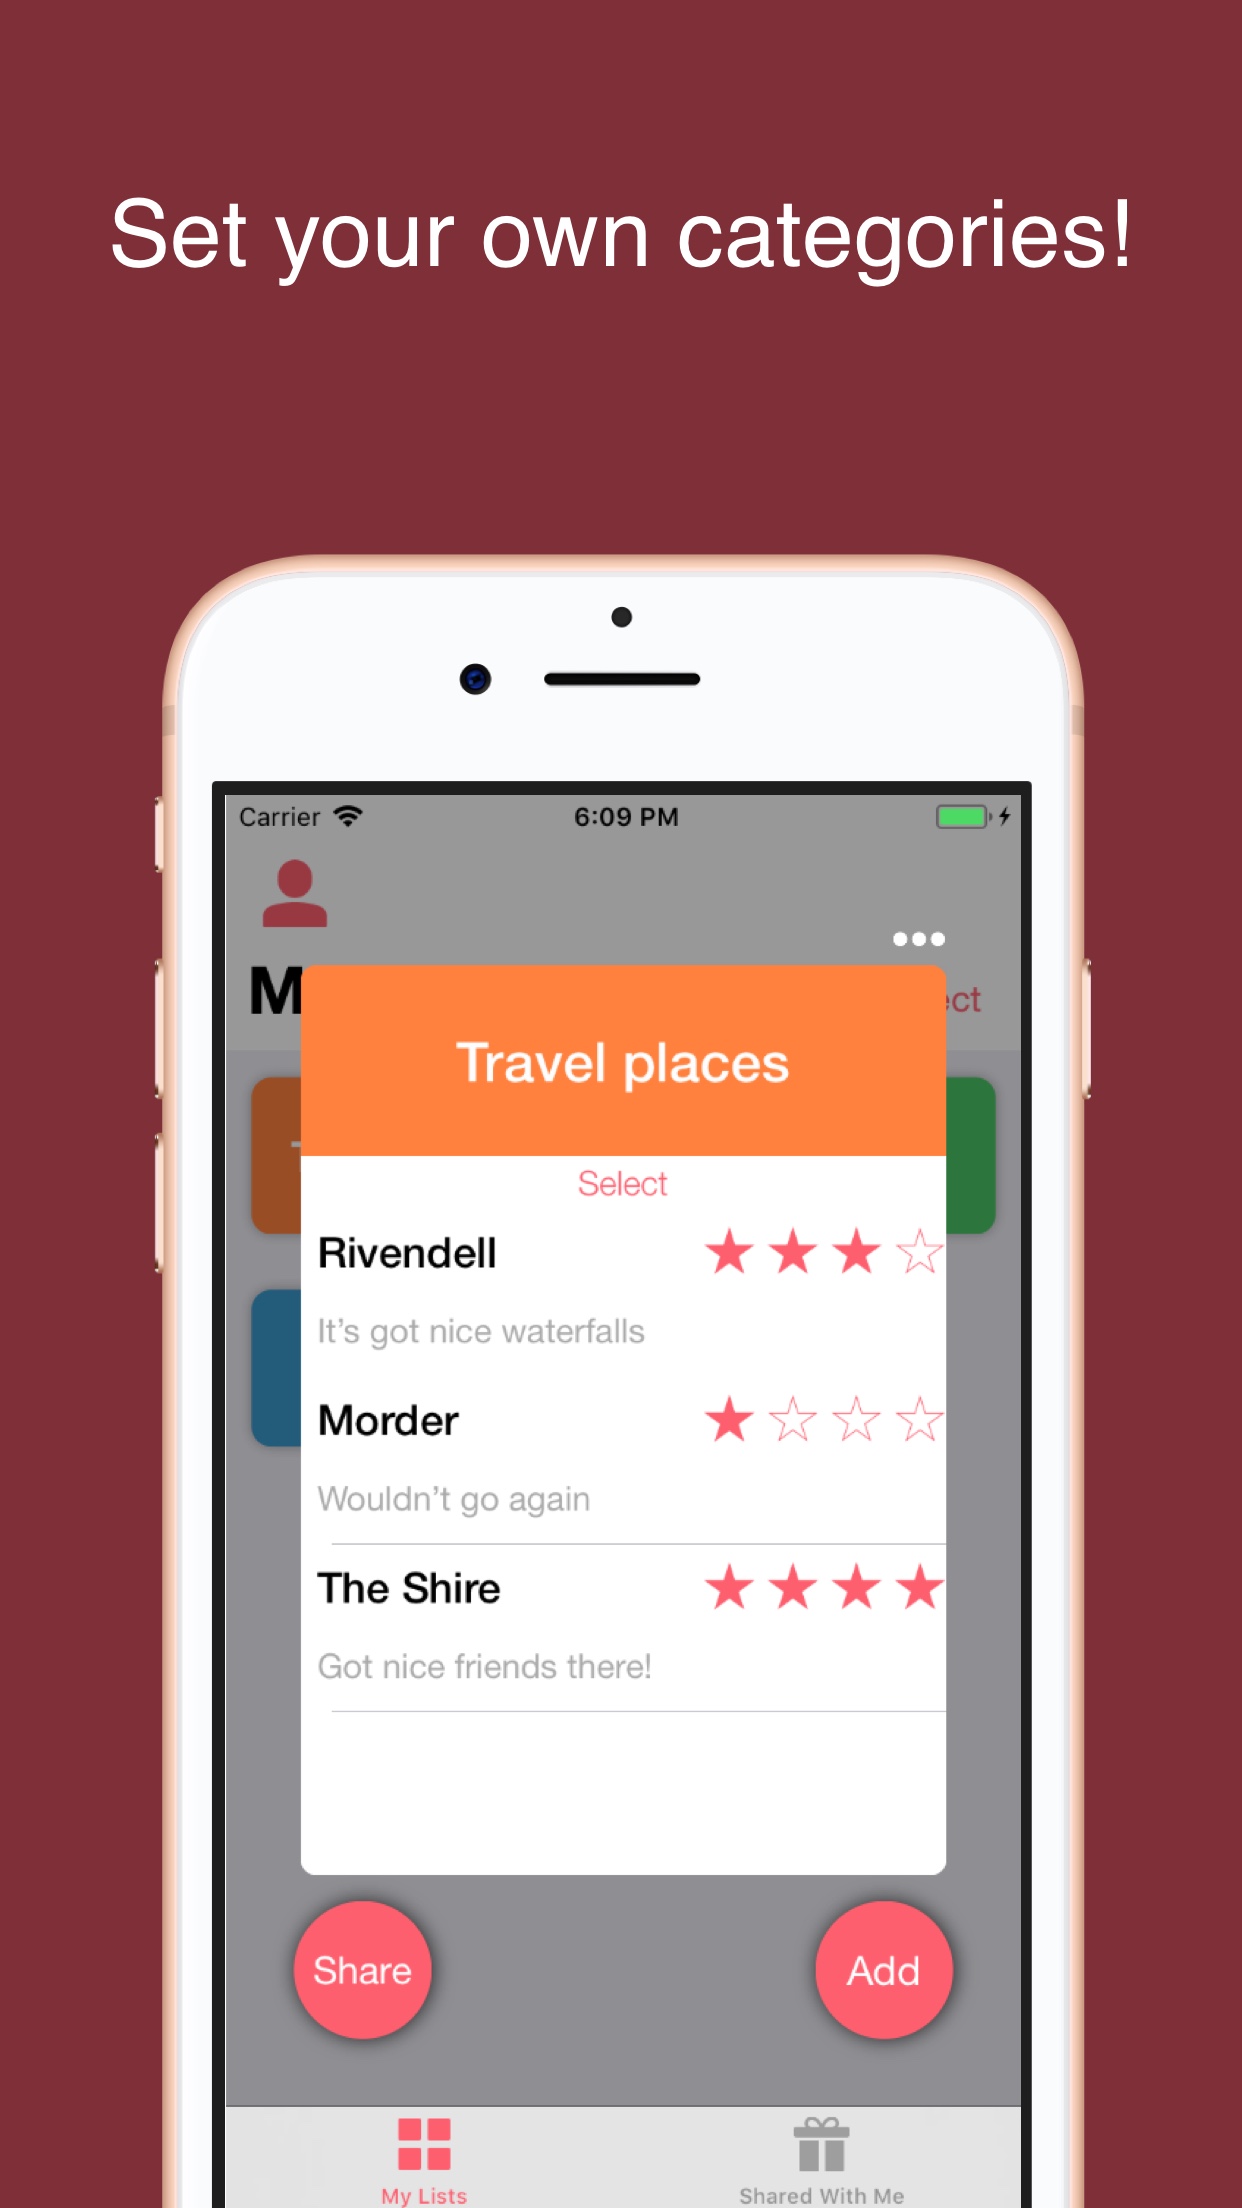 Set your own categories!
Carrier 6:09 PM
M
Travel places
Select
Rivendell
It's got nice waterfalls
Morder
Wouldn't go again
The Shire
Got nice friends there!
Share Add
My Lists Shared With Me